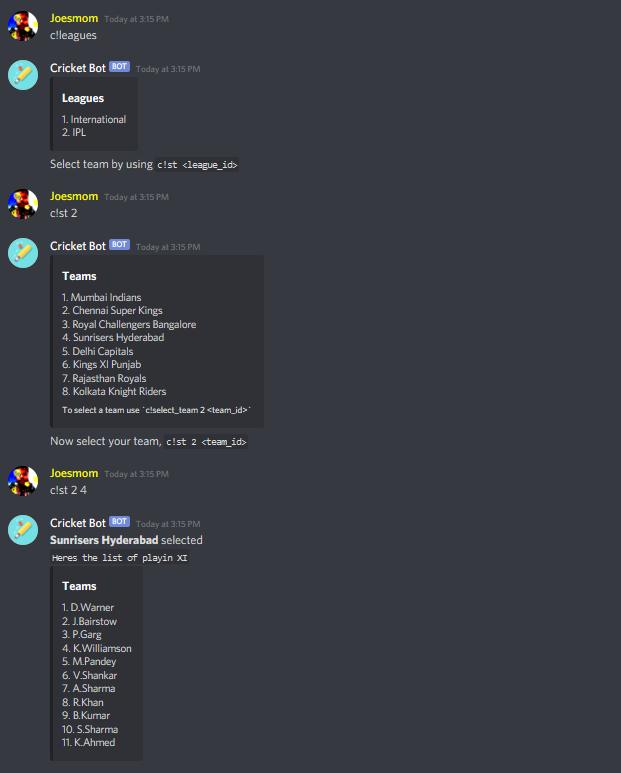 Joesmom Today at 3:15 PM
c!leagues
Cricket Bot BOT Today at 3:15 PM
Leagues
1. International
2. IPL
Select team by using c!st <league_id>
Joesmom Today at 3:15 PM
c!st 2
Cricket Bot BOT Today at 3:15 PM
Teams
1. Mumbai Indians
2. Chennai Super Kings
3. Royal Challengers Bangalore
4. Sunrisers Hyderabad
5. Delhi Capitals
6. Kings XI Punjab
7. Rajasthan Royals
8. Kolkata Knight Riders
To select a team use `c!select_team 2 <team_id>`
Now select your team, c!st 2 <team_id>
Joesmom Today at 3:15 PM
c!st 2 4
Cricket Bot BOT Today at 3:15 PM
Sunrisers Hyderabad selected
Heres the list of playin XI
Teams
1. D.Warner
2. J.Bairstow
3. P.Garg
4. K.Williamson
5. M.Pandey
6. V.Shankar
7. A.Sharma
8. R.Khan
9. B.Kumar
10. S.Sharma
11. K.Ahmed